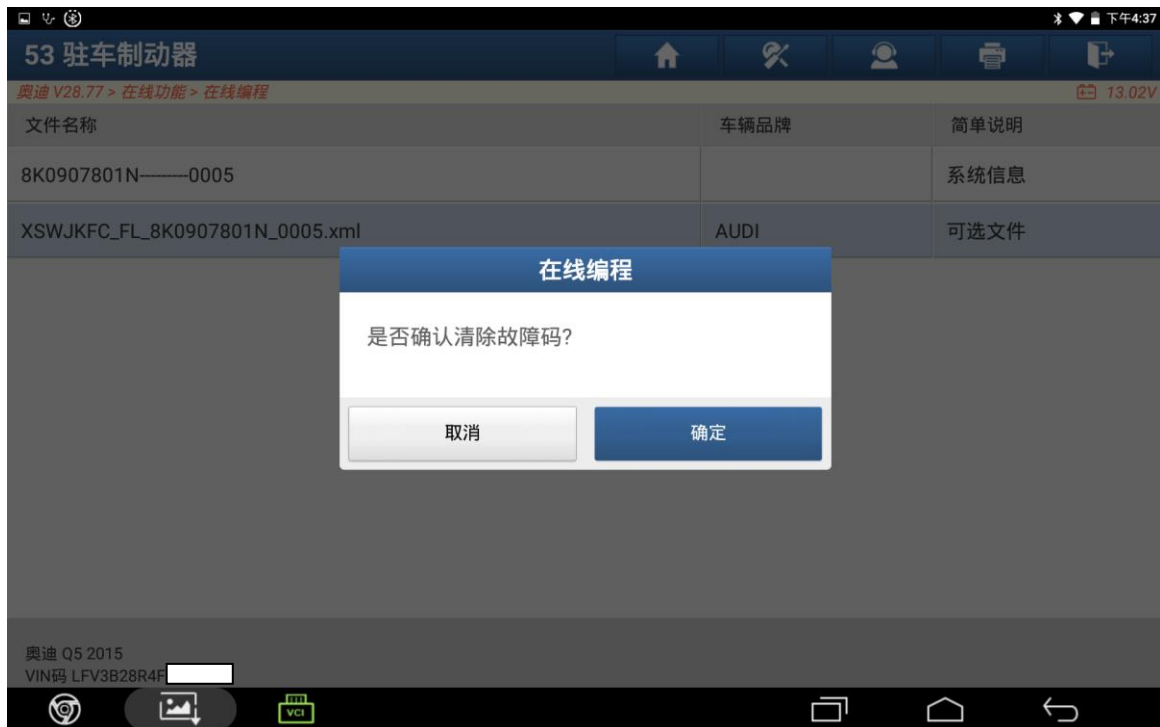 下午4:37
53 驻车制动器
奥迪 V28.77 > 在线功能 > 在线编程
13.02V
文件名称 车辆品牌 简单说明
8K0907801N---------0005 系统信息
XSWJKFC_FL_8K0907801N_0005.xml AUDI 可选文件
在线编程
是否确认清除故障码?
取消 确定
奥迪 Q5 2015
VIN码 LFV3B28R4F
VCI